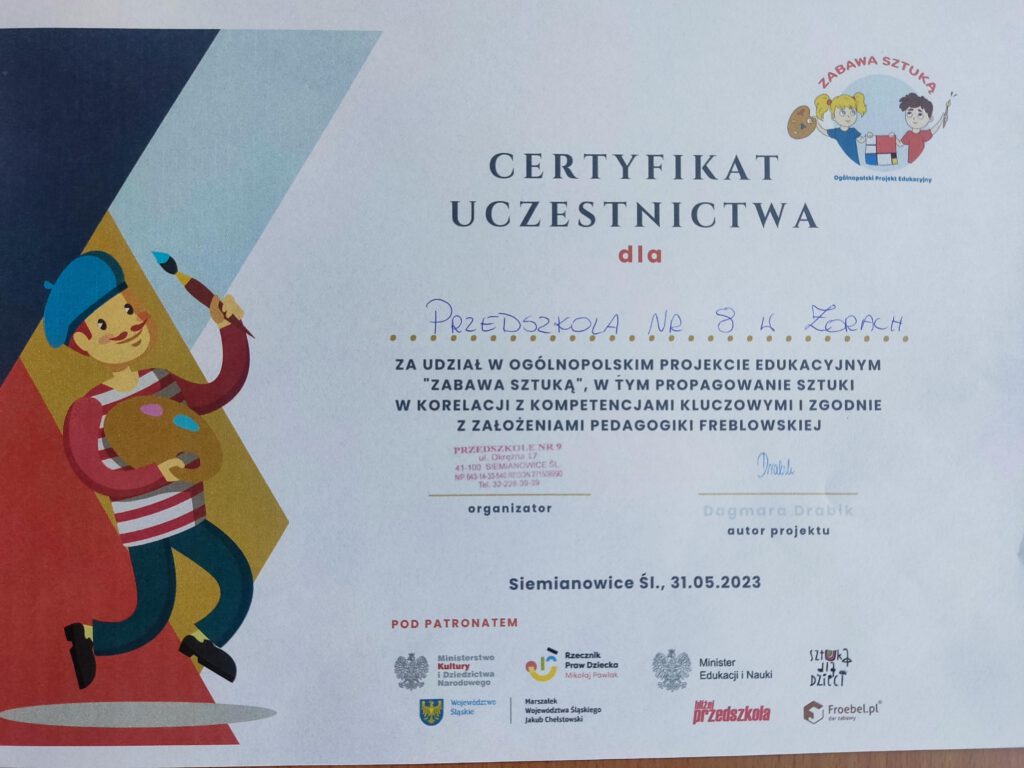 ZABAWA SZTUKĄ
Ogólnopolski Projekt Edukacyjny
CERTYFIKAT
UCZESTNICTWA
dla
PRZEDSZKOLA NR 8 W ŻORACH
ZA UDZIAŁ W OGÓLNOPOLSKIM PROJEKCIE EDUKACYJNYM
"ZABAWA SZTUKĄ", W TYM PROPAGOWANIE SZTUKI
W KORELACJI Z KOMPETENCJAMI KLUCZOWYMI I ZGODNIE
Z ZAŁOŻENIAMI PEDAGOGIKI FREBLOWSKIEJ
PRZEDSZKOLE NR 9
ul. Okrężna 17
41-100 SIEMIANOWICE ŚL.
Tel. 32-228-39-39
organizator
Drabik
Dagmara Drabik
autor projektu
Siemianowice Śl., 31.05.2023
POD PATRONATEM
Ministerstwo
Kultury
i Dziedzictwa
Narodowego
Rzecznik
Praw Dziecka
Mikołaj Pawlak
Minister
Edukacji i Nauki
SZTUKA
DLA
DZIECI
Województwo
Śląskie
Marszałek
Województwa Śląskiego
Jakub Chełstowski
bliżej
przedszkola
Froebel.pl
dar zabawy